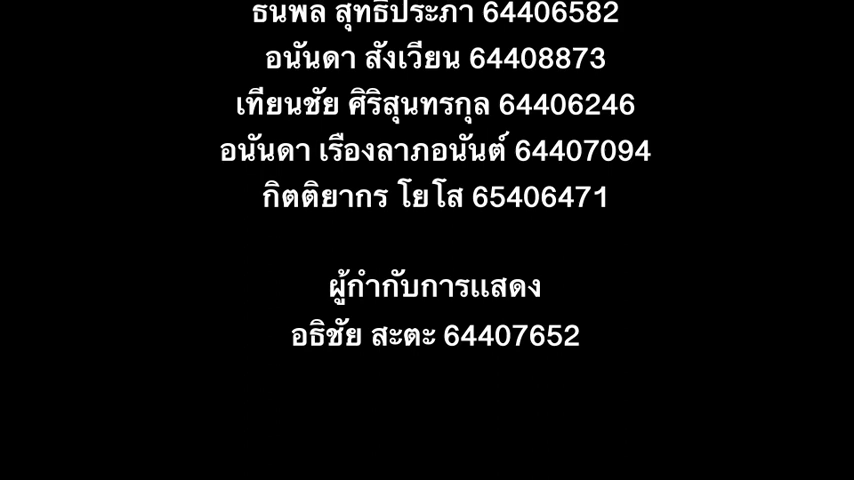 ธนพล สุทธิประภา 64406582
อนันดา สังเวียน 64408873
เทียนชัย ศิริสุนทรกุล 64406246
อนันดา เรืองลาภอนันต์ 64407094
กิตติยากร โยโส 65406471
ผู้กำกับการแสดง
อธิชัย สะตะ 64407652